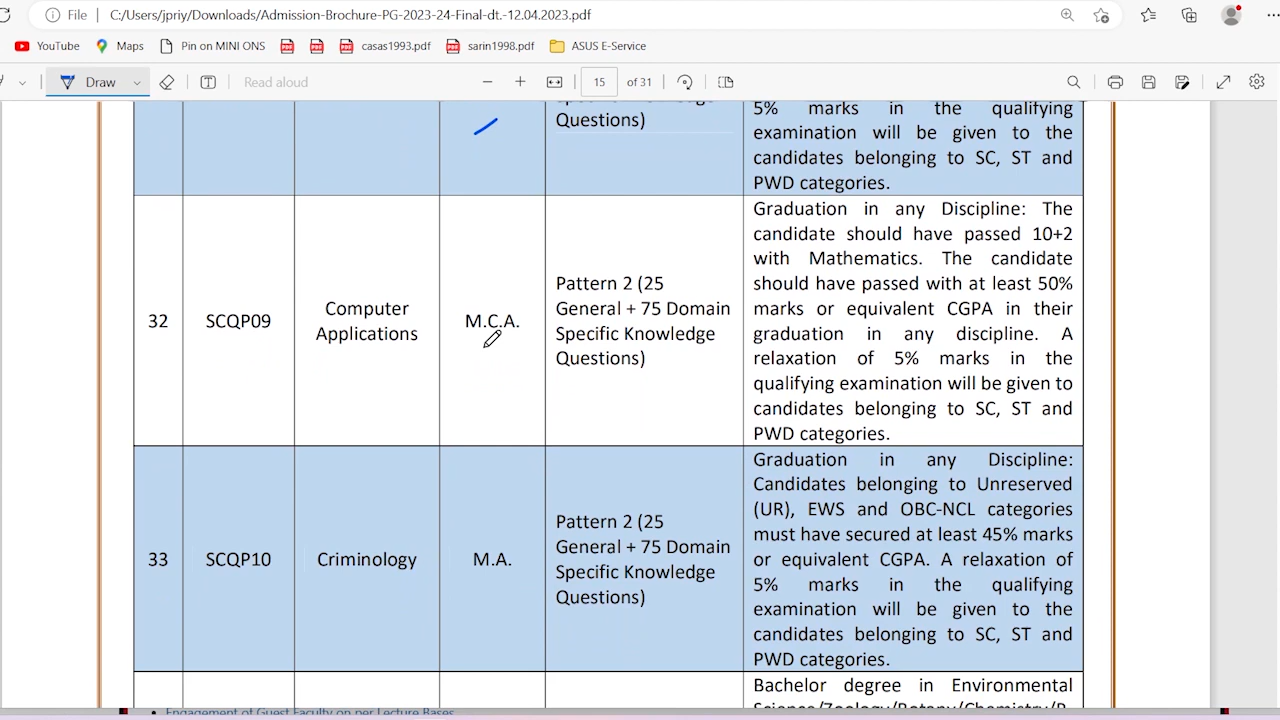 File
C:/Users/jpriy/Downloads/Admission-Brochure-PG-2023-24-Final-dt.-12.04.2023.pdf
YouTube
Maps
Pin on MINI ONS
casas1993.pdf
sarin1998.pdf
ASUS E-Service
Draw
Read aloud
15
of 31
Questions)
5% marks in the qualifying
examination will be given to the
candidates belonging to SC, ST and
PWD categories.
32
SCQP09
Computer
Applications
M.C.A.
Pattern 2 (25
General + 75 Domain
Specific Knowledge
Questions)
Graduation in any Discipline: The
candidate should have passed 10+2
with Mathematics. The candidate
should have passed with at least 50%
marks or equivalent CGPA in their
graduation in any discipline. A
relaxation of 5% marks in the
qualifying examination will be given to
candidates belonging to SC, ST and
PWD categories.
33
SCQP10
Criminology
M.A.
Pattern 2 (25
General + 75 Domain
Specific Knowledge
Questions)
Graduation in any Discipline:
Candidates belonging to Unreserved
(UR), EWS and OBC-NCL categories
must have secured at least 45% marks
or equivalent CGPA. A relaxation of
5% marks in the qualifying
examination will be given to the
candidates belonging to SC, ST and
PWD categories.
Bachelor degree in Environmental
Engagement of Guest Faculty on per Lecture Bases